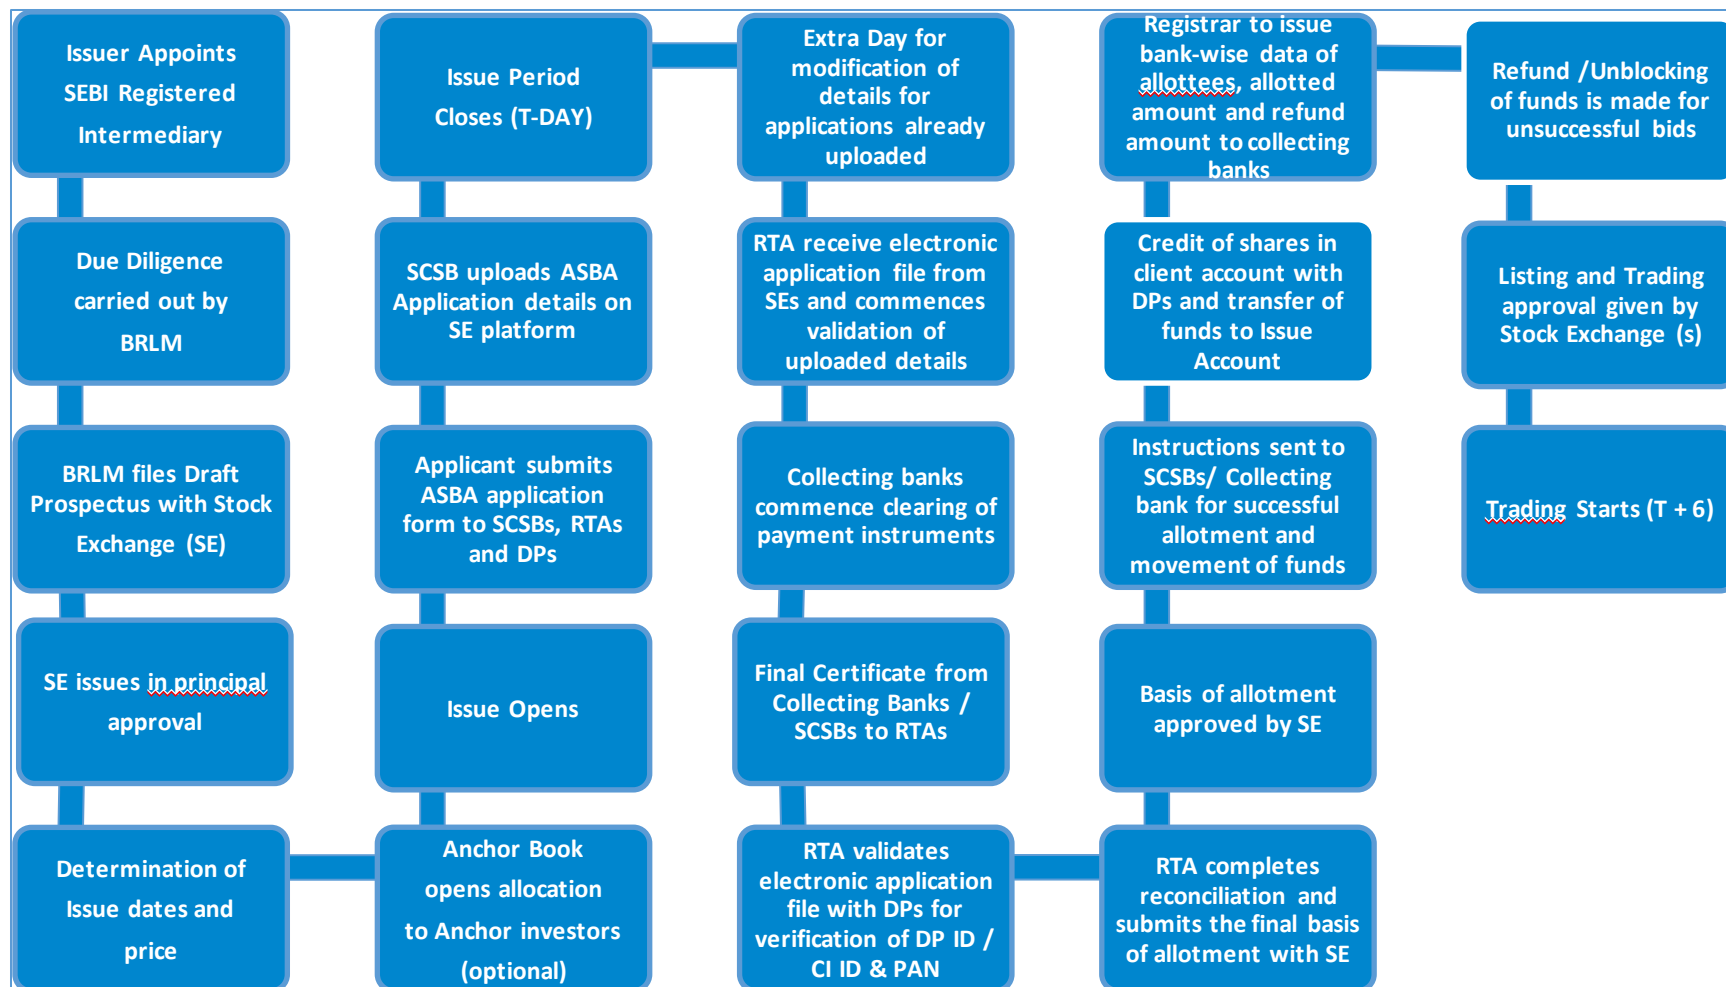 Issuer Appoints
SEBI Registered
Intermediary
Due Diligence
carried out by
BRLM
BRLM files Draft
Prospectus with Stock
Exchange (SE)
SE issues in principal
approval
Determination of
Issue dates and
price
Anchor Book
opens allocation
to Anchor investors
(optional)
Issue Opens
Applicant submits
ASBA application
form to SCSBs, RTAs
and DPs
SCSB uploads ASBA
Application details on
SE platform
Issue Period
Closes (T-DAY)
Extra Day for
modification of
details for
applications already
uploaded
RTA receive electronic
application file from
SEs and commences
validation of
uploaded details
Collecting banks
commence clearing of
payment instruments
Final Certificate from
Collecting Banks /
SCSBs to RTAs
RTA validates
electronic application
file with DPs for
verification of DP ID /
CI ID & PAN
RTA completes
reconciliation and
submits the final basis
of allotment with SE
Basis of allotment
approved by SE
Instructions sent to
SCSBs/ Collecting
bank for successful
allotment and
movement of funds
Credit of shares in
client account with
DPs and transfer of
funds to Issue
Account
Registrar to issue
bank-wise data of
allottees, allotted
amount and refund
amount to collecting
banks
Refund /Unblocking
of funds is made for
unsuccessful bids
Listing and Trading
approval given by
Stock Exchange (s)
Trading Starts (T + 6)